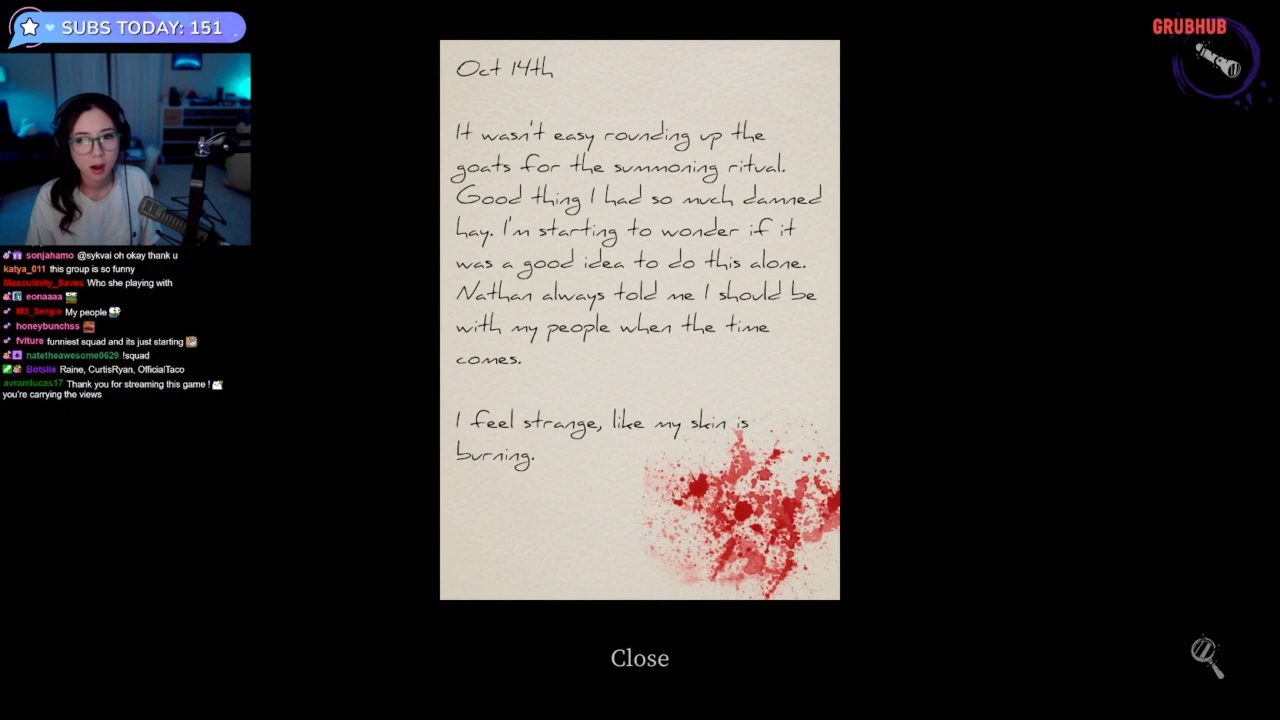 SUBS TODAY: 151
GRUBHUB
Oct 14th
It wasn't easy rounding up the
goats for the summoning ritual.
Good thing I had so much damned
hay. I'm starting to wonder if it
was a good idea to do this alone.
Nathan always told me I should be
with my people when the time
comes.
I feel strange, like my skin is
burning.
sonjahamo @sykvai oh okay thank u
katya_011 this group is so funny
Masculinity_Saves Who she playing with
eonaaaa
M3_Sergio My people
honeybunchss
fvlture funniest squad and its just starting
natetheawesome0629 !squad
Botslie Raine, CurtisRyan, OfficialTaco
avramlucas17 Thank you for streaming this game !
you're carrying the views
Close